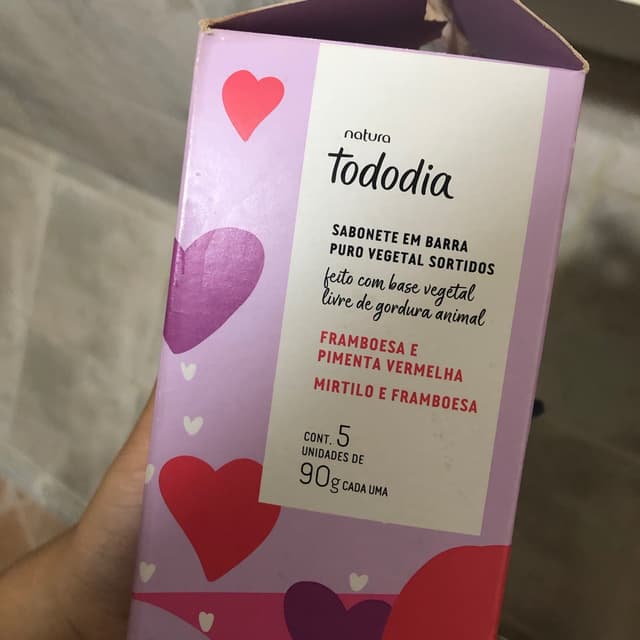 natura
tododia
SABONETE EM BARRA
PURO VEGETAL SORTIDOS
feito com base vegetal
livre de gordura animal
FRAMBOESA E
PIMENTA VERMELHA
MIRTILO E FRAMBOESA
CONT. 5
UNIDADES DE
90g CADA UMA